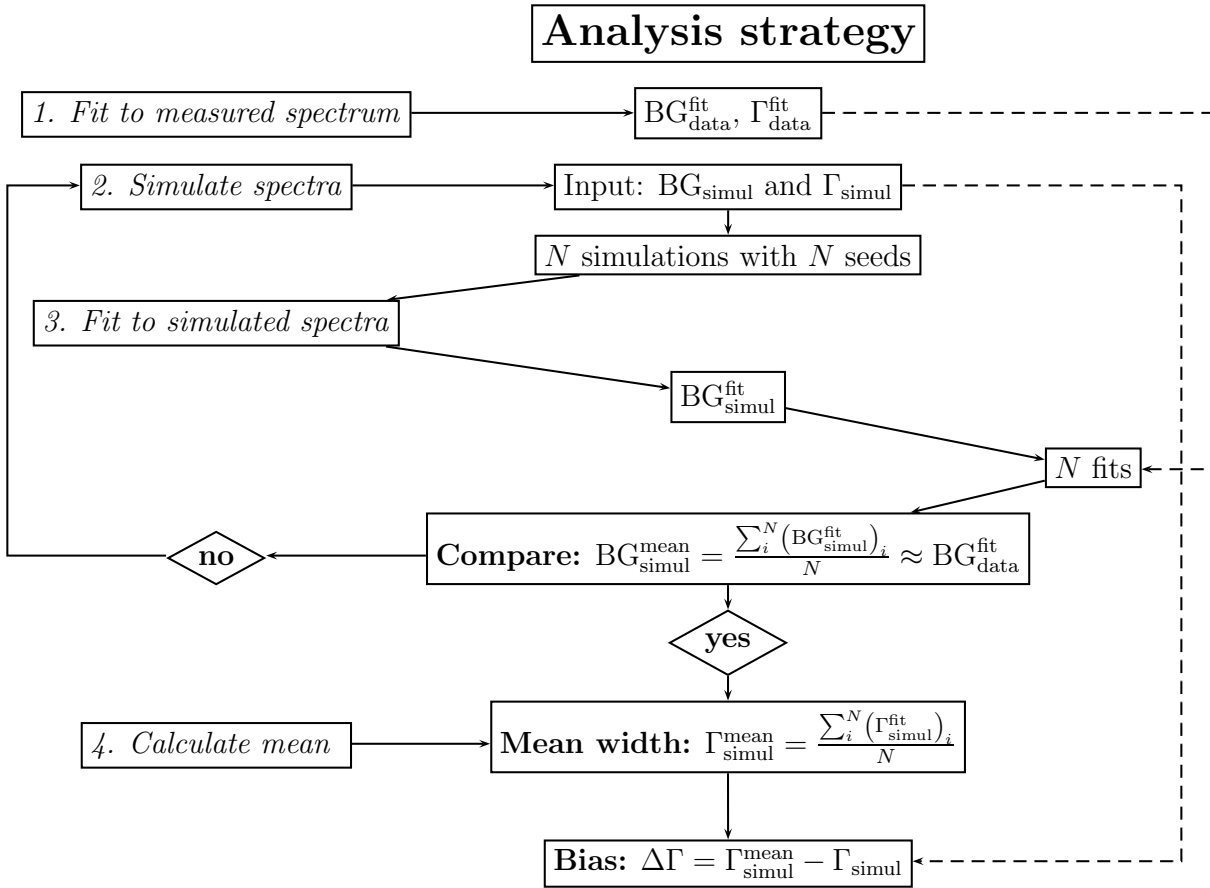 Analysis strategy
1. Fit to measured spectrum
BG^fit_data, Γ^fit_data
2. Simulate spectra
Input: BG_simul and Γ_simul
N simulations with N seeds
3. Fit to simulated spectra
BG^fit_simul
N fits
no
Compare: BG^mean_simul = ∑_i^N (BG^fit_simul)_i / N ≈ BG^fit_data
yes
4. Calculate mean
Mean width: Γ^mean_simul = ∑_i^N (Γ^fit_simul)_i / N
Bias: ΔΓ = Γ^mean_simul − Γ_simul